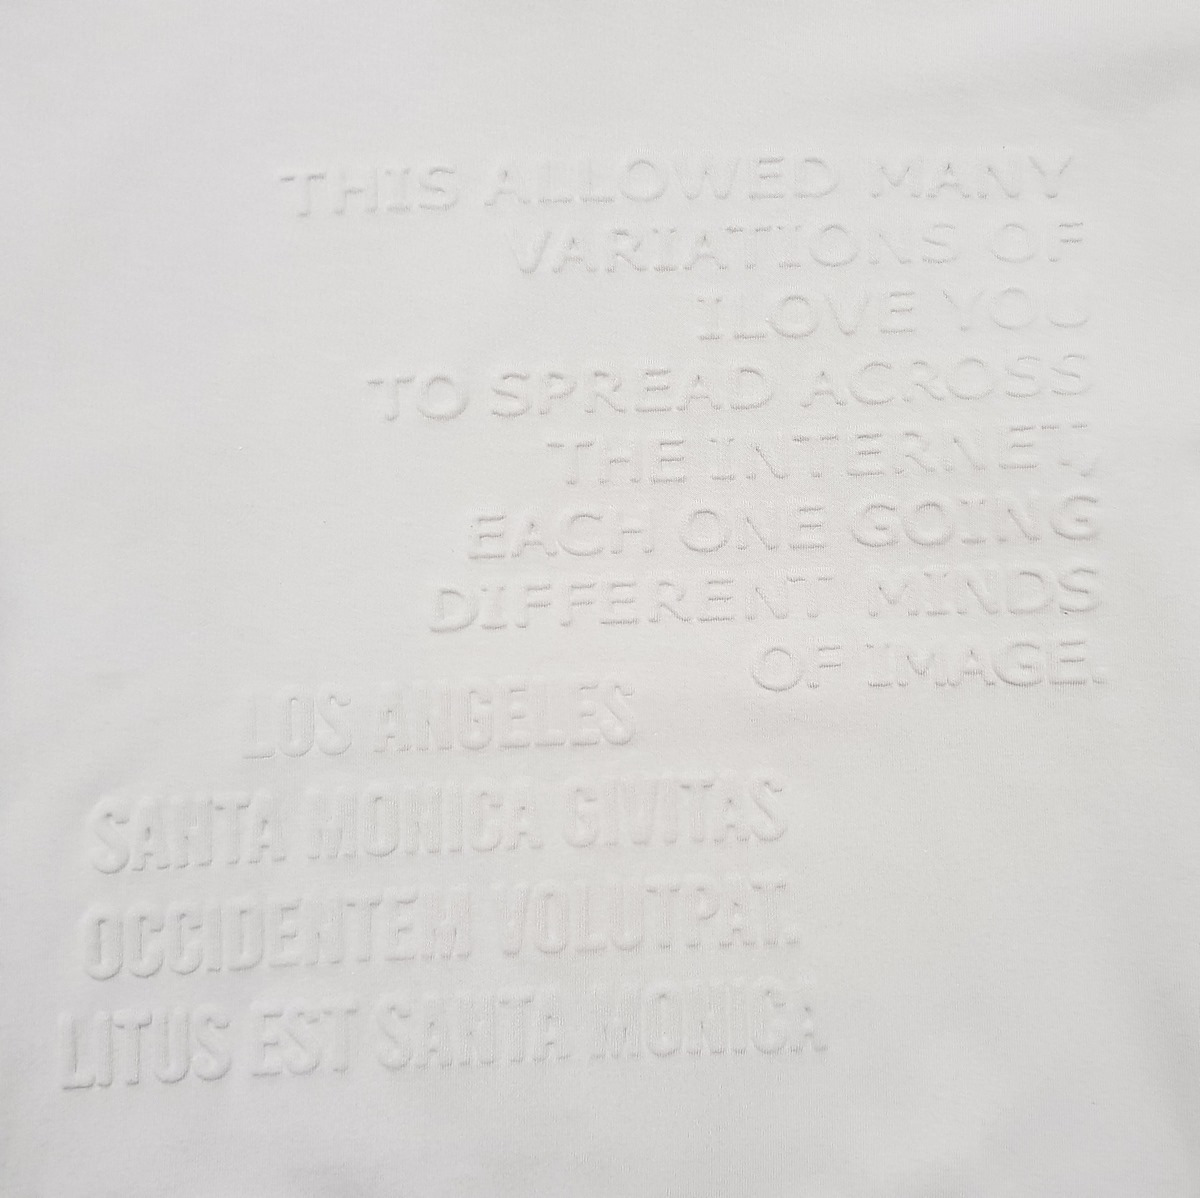 THIS ALLOWED MANY
VARIATIONS OF
I LOVE YOU
TO SPREAD ACROSS
THE INTERNET,
EACH ONE GOING
DIFFERENT MINDS
OF IMAGE.
LOS ANGELES
SANTA MONICA GIVITAS
OCCIDENTEM VOLUTPAT.
LITUS EST SANTA MONICA